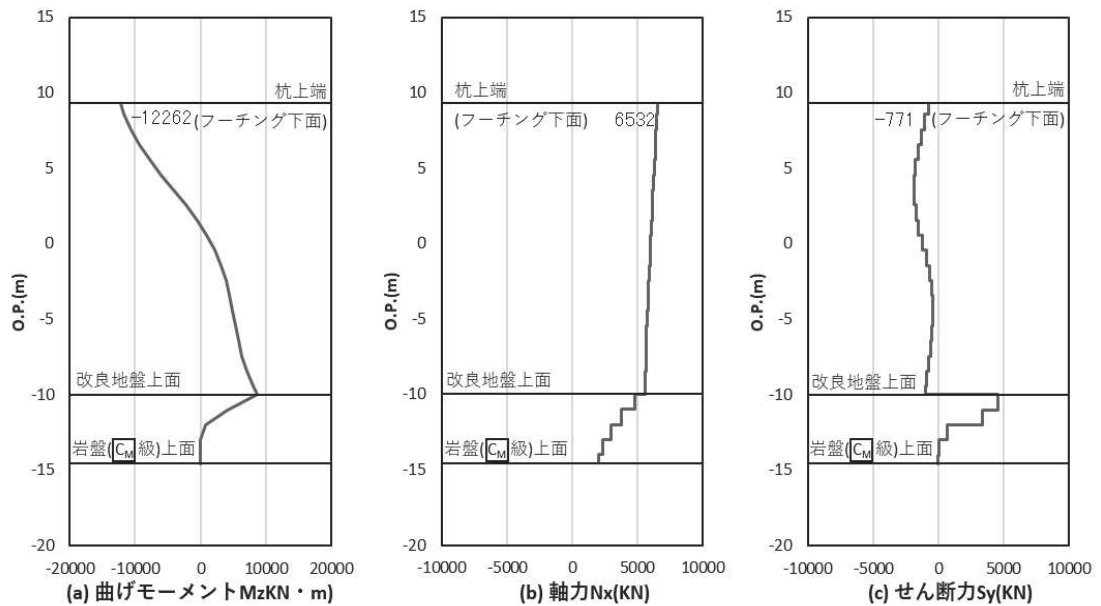 15
10
5
0
-5
-10
-15
-20
O.P.(m)
杭上端
-12262(フーチング下面)
改良地盤上面
岩盤(CM級)上面
-20000 -10000 0 10000 20000
(a) 曲げモーメントMzKN・m)
15
10
5
0
-5
-10
-15
-20
O.P.(m)
杭上端
(フーチング下面) 6532
改良地盤上面
岩盤(CM級)上面
-10000 -5000 0 5000 10000
(b) 軸力Nx(KN)
15
10
5
0
-5
-10
-15
-20
O.P.(m)
杭上端
-771 (フーチング下面)
改良地盤上面
岩盤(CM級)上面
-10000 -5000 0 5000 10000
(c) せん断力Sy(KN)